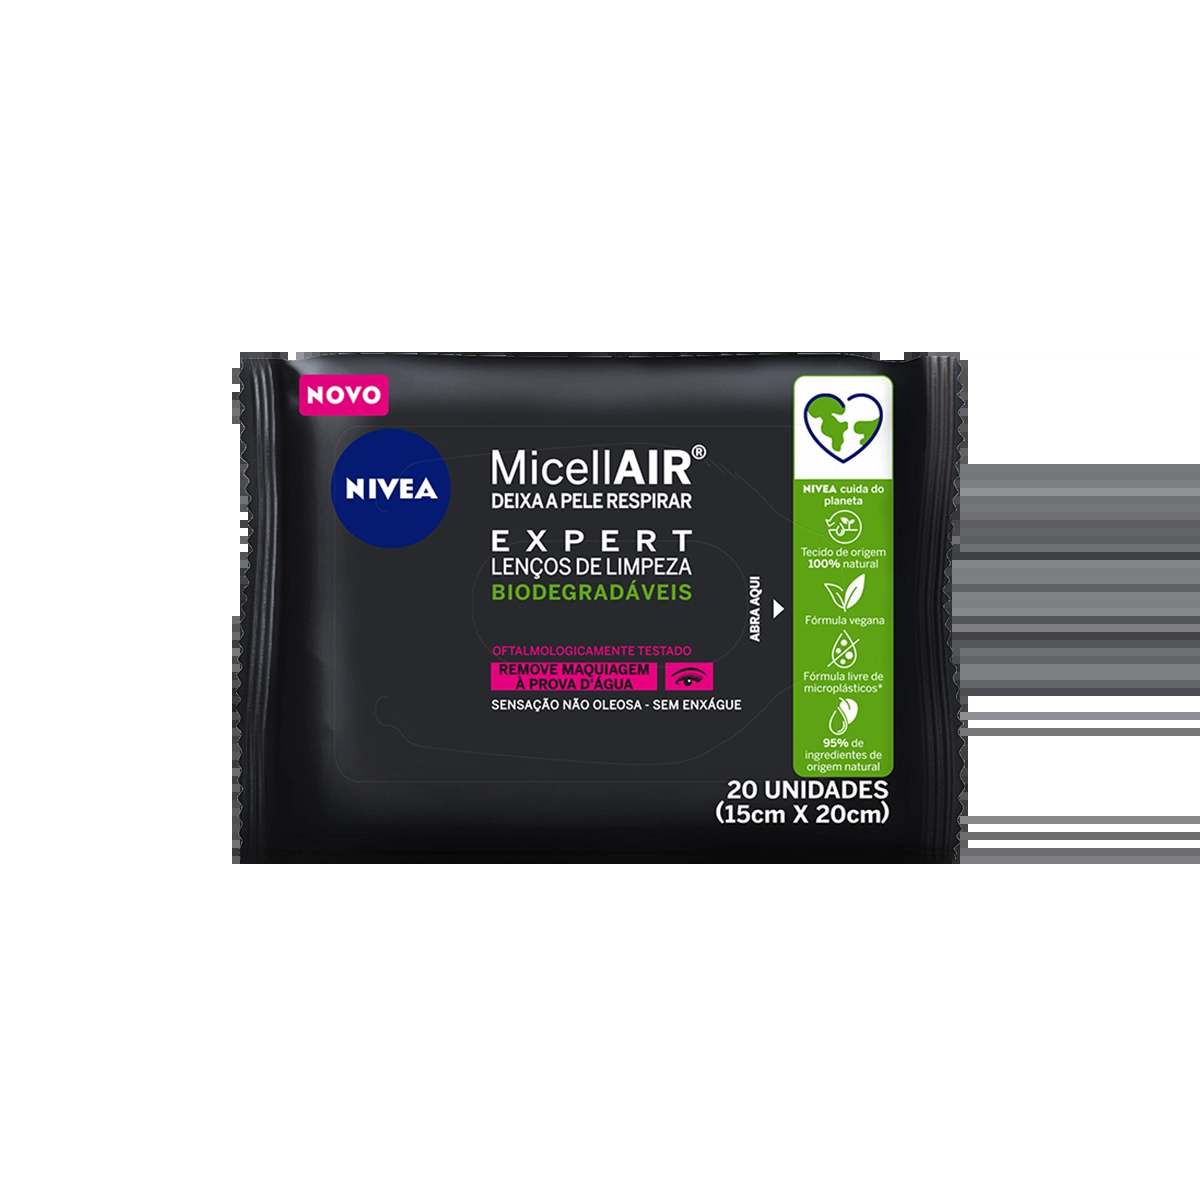 NOVO
NIVEA
MicellAIR®
DEIXA A PELE RESPIRAR
EXPERT
LENÇOS DE LIMPEZA
BIODEGRADÁVEIS
OFTALMOLOGICAMENTE TESTADO
REMOVE MAQUIAGEM
À PROVA D'ÁGUA
SENSAÇÃO NÃO OLEOSA - SEM ENXÁGUE
ABRA AQUI
NIVEA cuida do
planeta
Tecido de origem
100% natural
Fórmula vegana
Fórmula livre de
microplásticos*
95% de
ingredientes de
origem natural
20 UNIDADES
(15cm X 20cm)